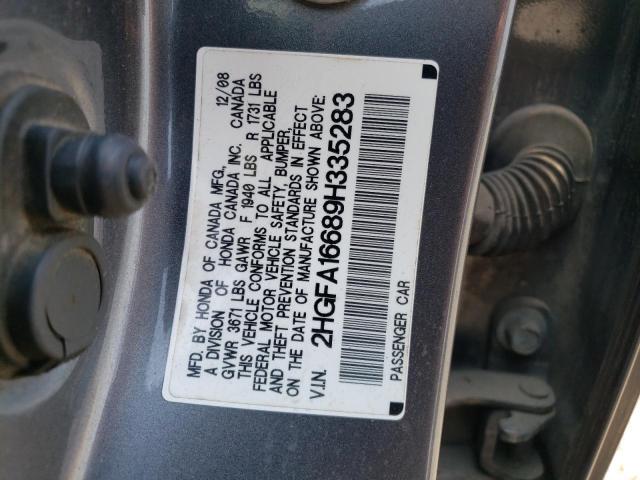 MFD. BY HONDA OF CANADA MFG., 12/08
A DIVISION OF HONDA CANADA INC. CANADA
GVWR 3671 LBS GAWR F 1940 LBS R 1731 LBS
THIS VEHICLE CONFORMS TO ALL APPLICABLE
FEDERAL MOTOR VEHICLE SAFETY, BUMPER,
AND THEFT PREVENTION STANDARDS IN EFFECT
ON THE DATE OF MANUFACTURE SHOWN ABOVE.
V.I.N. 2HGFA16689H335283
PASSENGER CAR